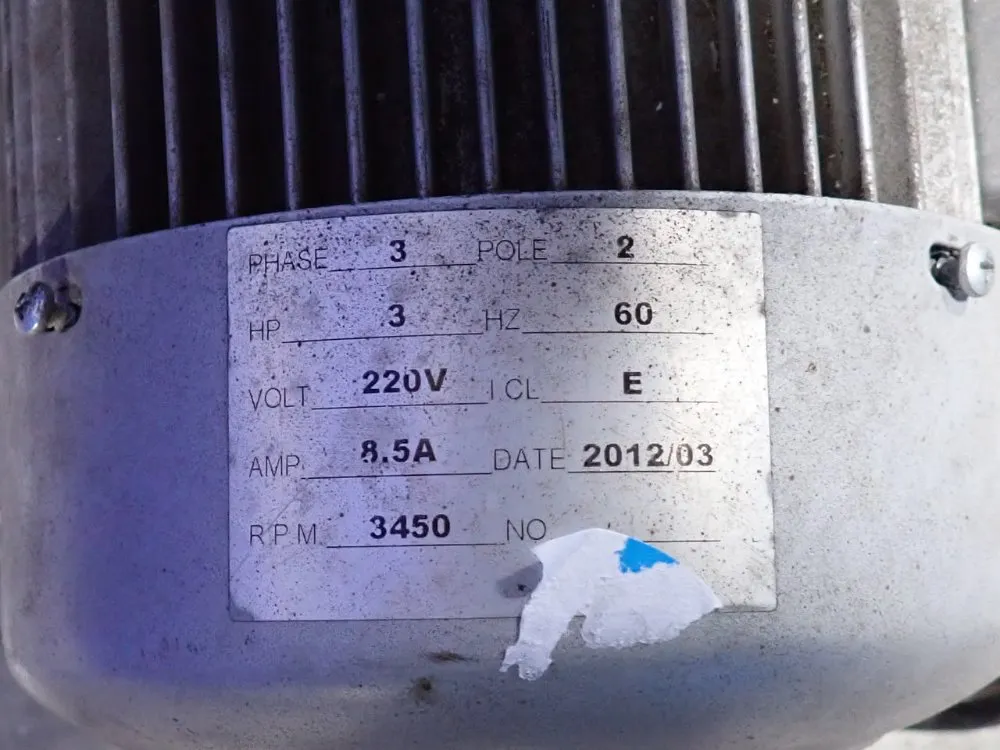 PHASE 3 POLE 2
HP 3 HZ 60
VOLT 220V I CL E
AMP 8.5A DATE 2012/03
RPM 3450 NO